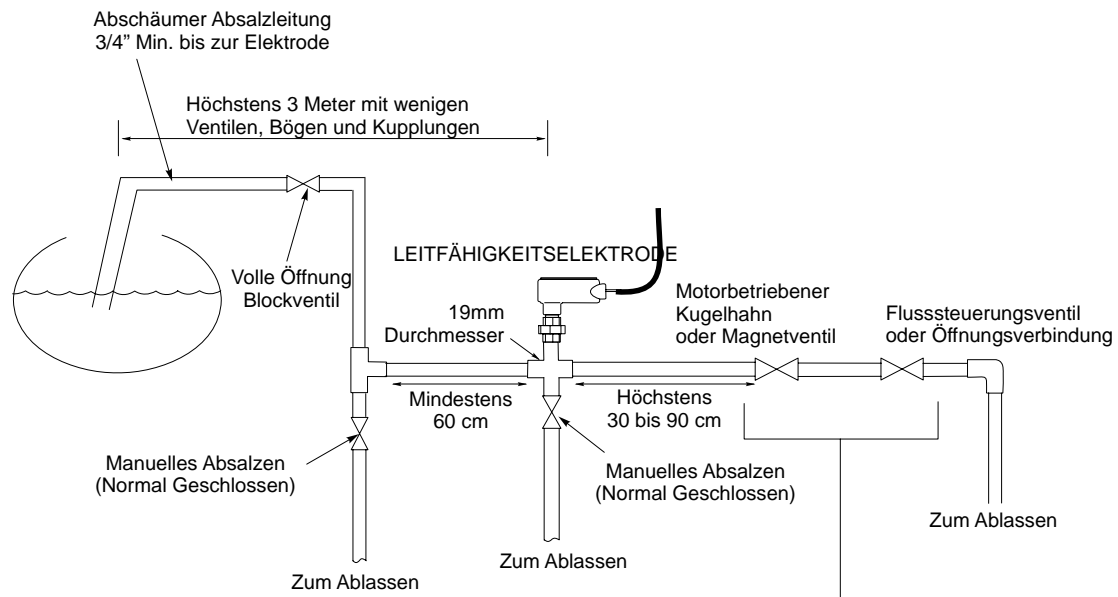 Abschäumer Absalzleitung
3/4” Min. bis zur Elektrode
Höchstens 3 Meter mit wenigen
Ventilen, Bögen und Kupplungen
Volle Öffnung
Blockventil
LEITFÄHIGKEITSELEKTRODE
19mm
Durchmesser
Motorbetriebener
Kugelhahn
oder Magnetventil
Flusssteuerungsventil
oder Öffnungsverbindung
Mindestens
60 cm
Höchstens
30 bis 90 cm
Manuelles Absalzen
(Normal Geschlossen)
Manuelles Absalzen
(Normal Geschlossen)
Zum Ablassen
Zum Ablassen
Zum Ablassen